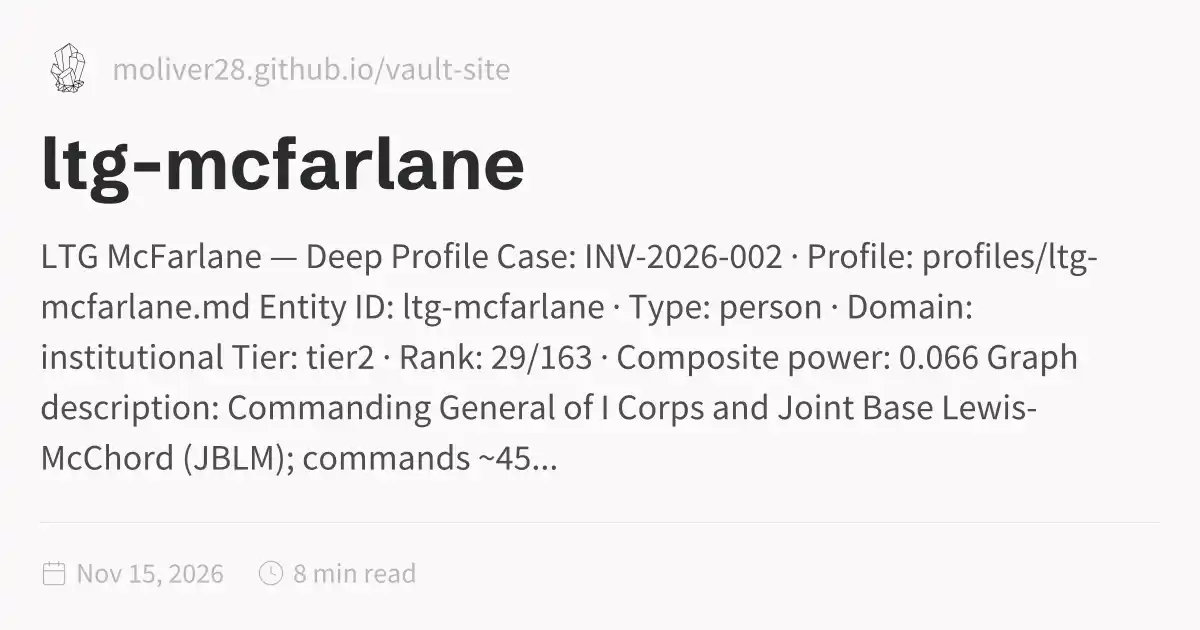 moliver28.github.io/vault-site
ltg-mcfarlane
LTG McFarlane — Deep Profile Case: INV-2026-002 · Profile: profiles/ltg-
mcfarlane.md Entity ID: ltg-mcfarlane · Type: person · Domain:
institutional Tier: tier2 · Rank: 29/163 · Composite power: 0.066 Graph
description: Commanding General of I Corps and Joint Base Lewis-
McChord (JBLM); commands ~45...
Nov 15, 2026 8 min read